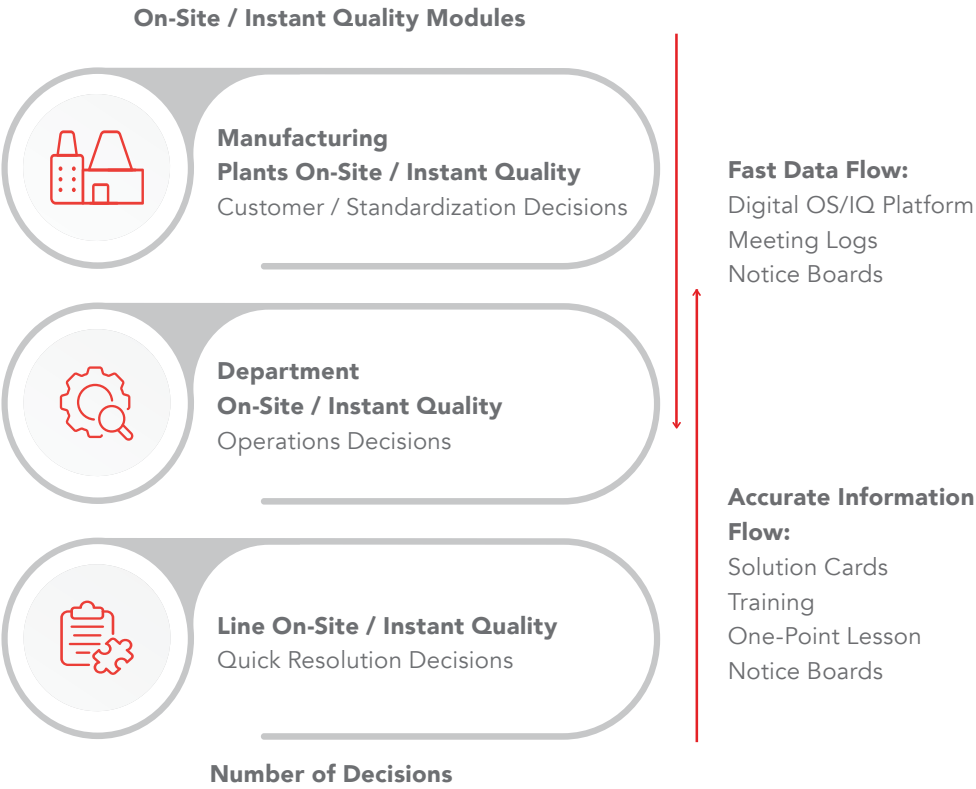 On-Site / Instant Quality Modules
Manufacturing
Plants On-Site / Instant Quality
Customer / Standardization Decisions
Fast Data Flow:
Digital OS/IQ Platform
Meeting Logs
Notice Boards
Department
On-Site / Instant Quality
Operations Decisions
Line On-Site / Instant Quality
Quick Resolution Decisions
Accurate Information
Flow:
Solution Cards
Training
One-Point Lesson
Notice Boards
Number of Decisions